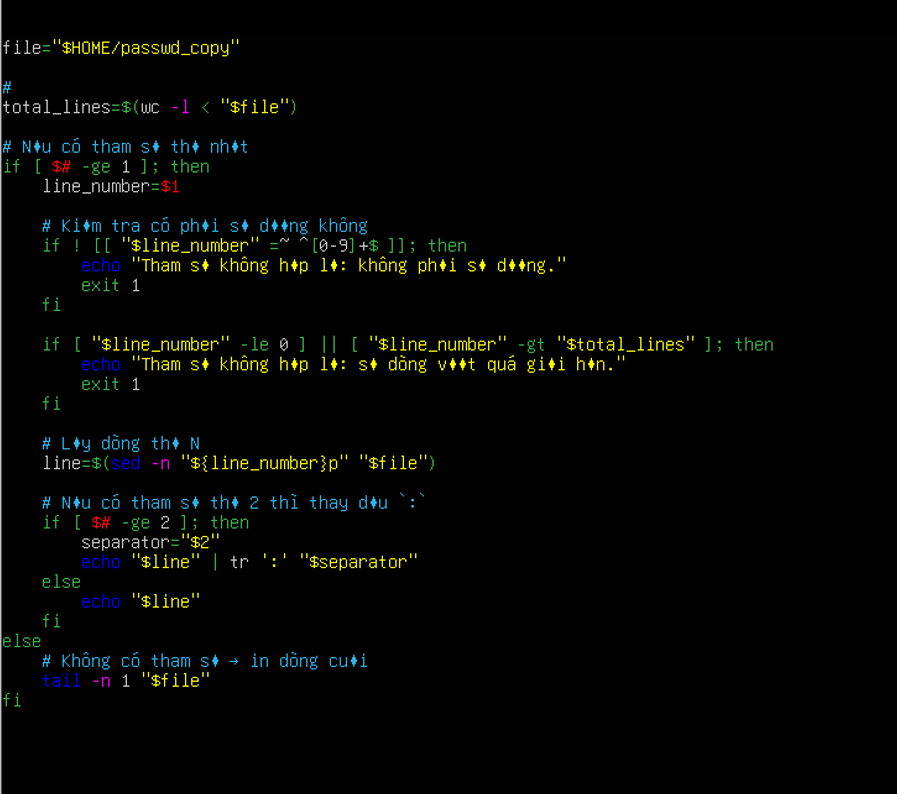 file="$HOME/passwd_copy"
#
total_lines=$(wc -l < "$file")
# N♦u có tham s♦ th♦ nh♦t
if [ $# -ge 1 ]; then
    line_number=$1
    # Ki♦m tra có ph♦i s♦ d♦♦ng không
    if ! [[ "$line_number" =~ ^[0-9]+$ ]]; then
        echo "Tham s♦ không h♦p l♦: không ph♦i s♦ d♦♦ng."
        exit 1
    fi
    if [ "$line_number" -le 0 ] || [ "$line_number" -gt "$total_lines" ]; then
        echo "Tham s♦ không h♦p l♦: s♦ dòng v♦♦t quá gi♦i h♦n."
        exit 1
    fi
    # L♦y dòng th♦ N
    line=$(sed -n "${line_number}p" "$file")
    # N♦u có tham s♦ th♦ 2 thì thay d♦u `:`
    if [ $# -ge 2 ]; then
        separator="$2"
        echo "$line" | tr ':' "$separator"
    else
        echo "$line"
    fi
else
    # Không có tham s♦ → in dòng cu♦i
    tail -n 1 "$file"
fi